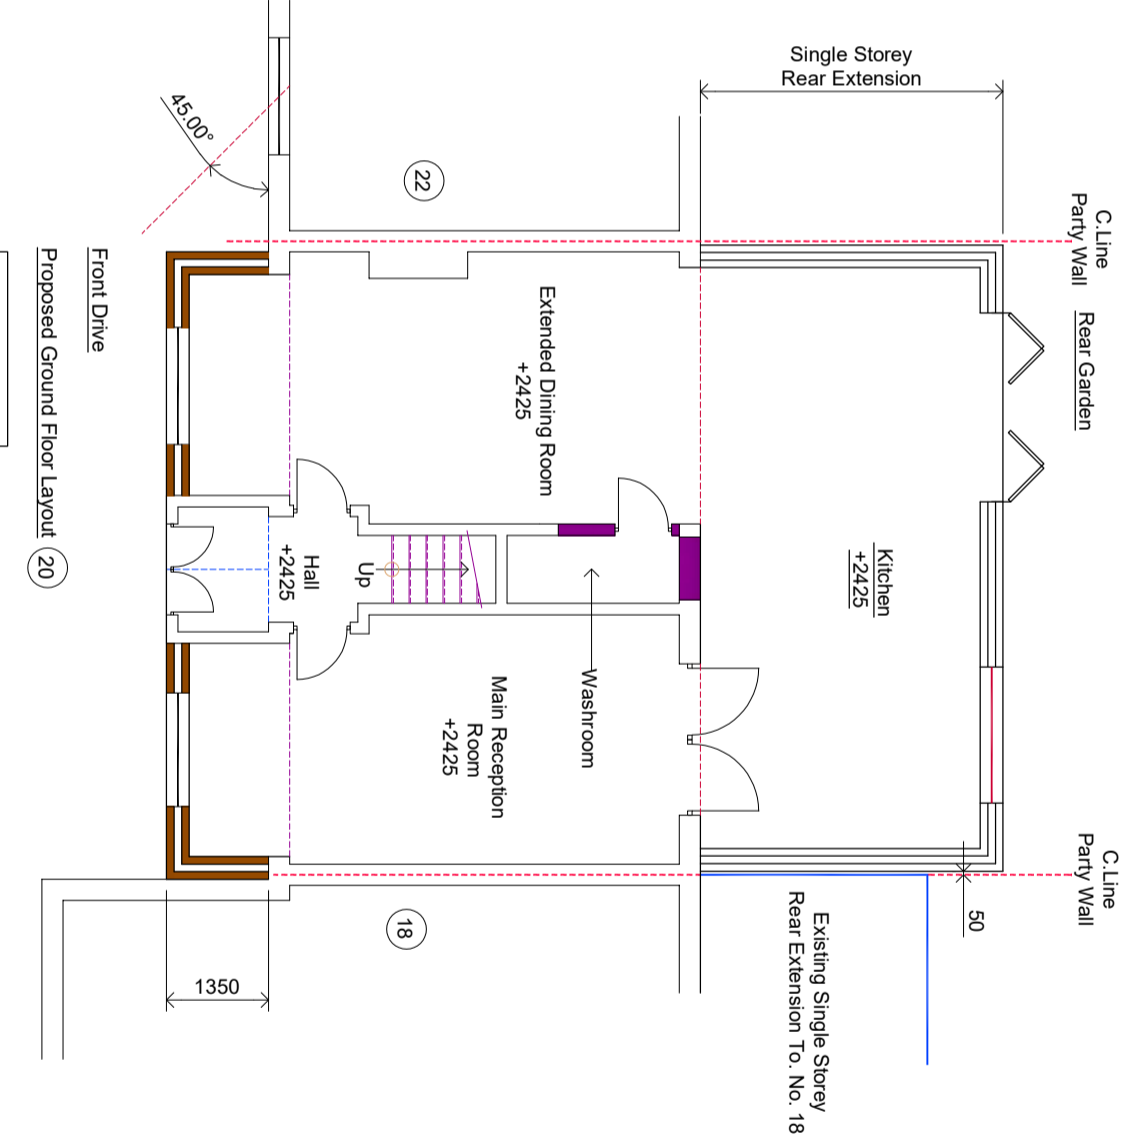 Single Storey
Rear Extension
45.00°
22
C.Line
Party Wall
Rear Garden
Front Drive
Proposed Ground Floor Layout
20
Extended Dining Room
+2425
Kitchen
+2425
Hall
+2425
Up
Washroom
Main Reception
Room
+2425
C.Line
Party Wall
50
18
Existing Single Storey
Rear Extension To. No. 18
1350